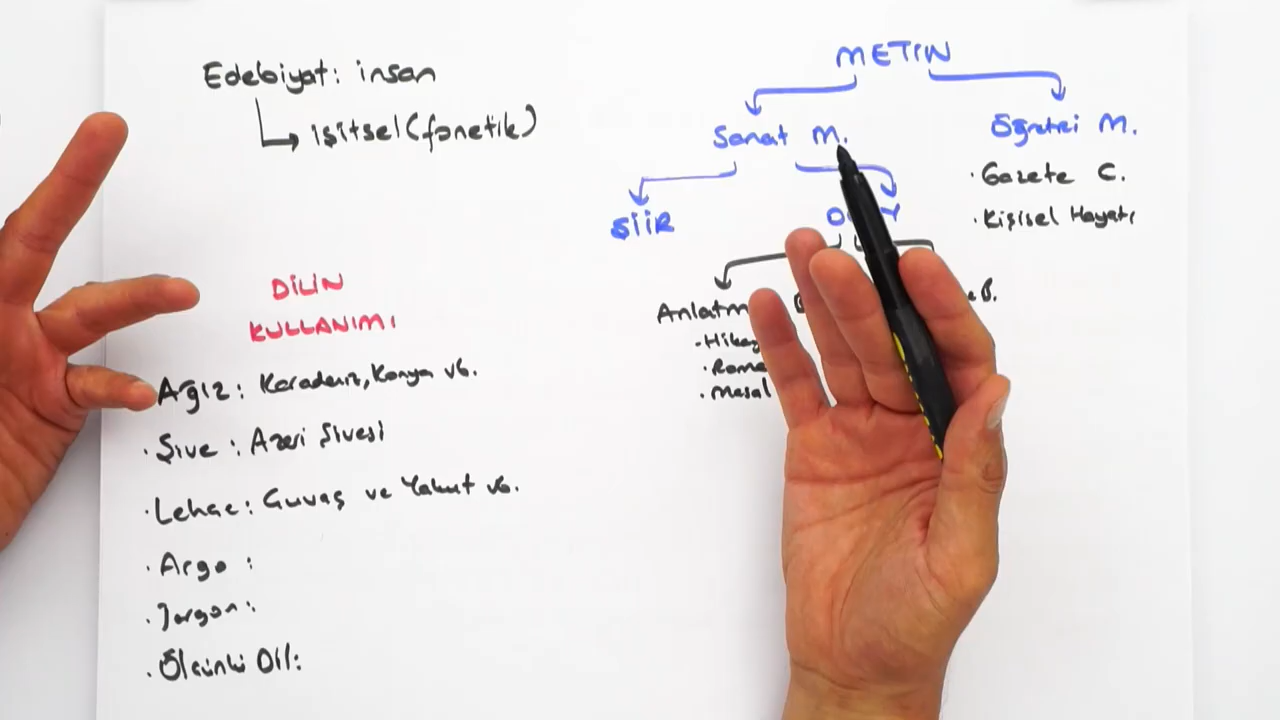 Edebiyat: insan
işitsel (fonetik)
DİLİN
KULLANIMI
Ağız: Karadeniz, Konya vb.
· Şive: Azeri Şivesi
· Lehçe: Çuvaş ve Yakut vb.
· Argo:
· Jargon:
· Ölçünlü Dil:
METİN
Sanat M.
Öğretici M.
· Gazete Ç.
· Kişisel Hayatı
ŞİİR